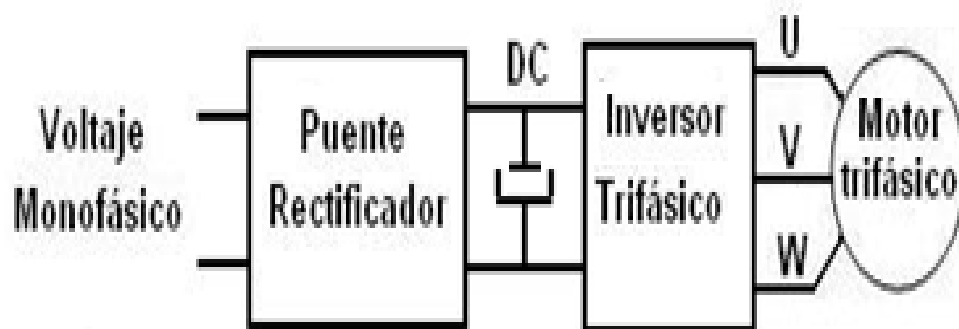 Voltaje
Monofásico
Puente
Rectificador
DC
Inversor
Trifásico
U
V
W
Motor
trifásico